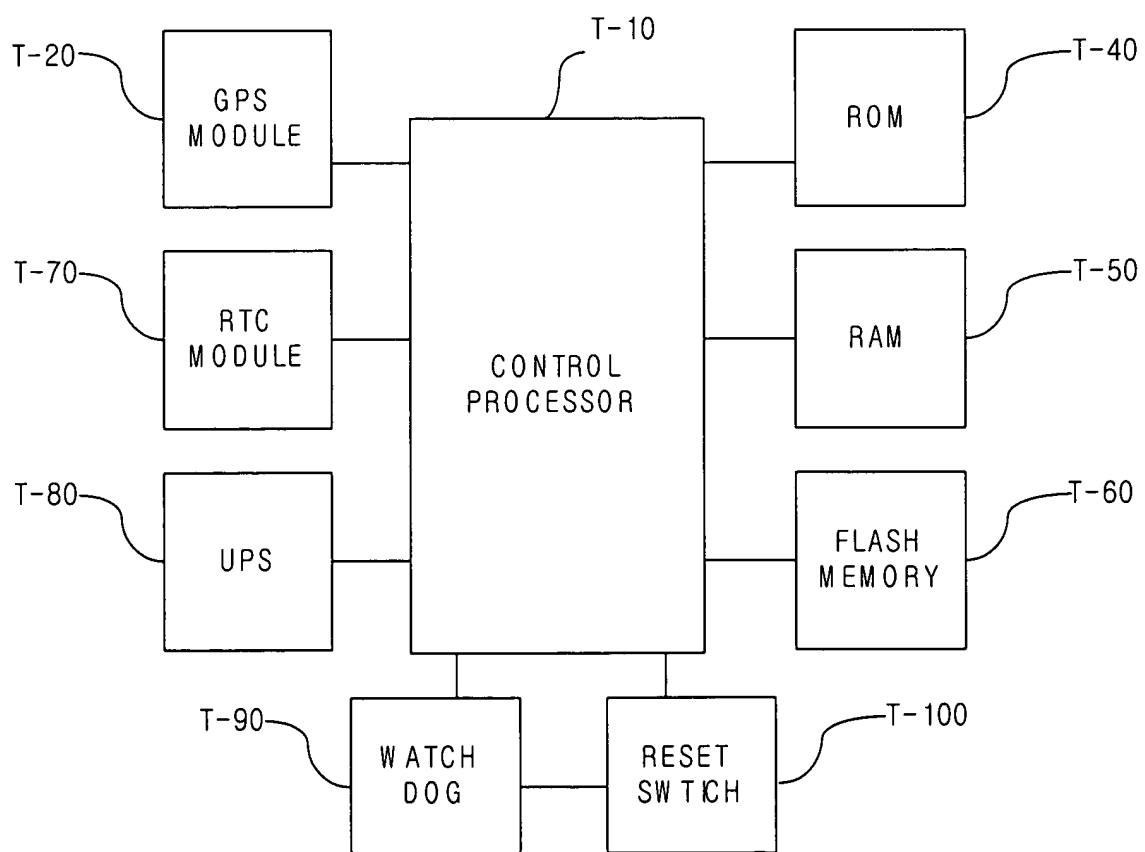 T-10
T-20
GPS
MODULE
T-40
ROM
T-70
RTC
MODULE
CONTROL
PROCESSOR
T-50
RAM
T-80
UPS
T-60
FLASH
MEMORY
T-90
WATCH
DOG
T-100
RESET
SWTICH